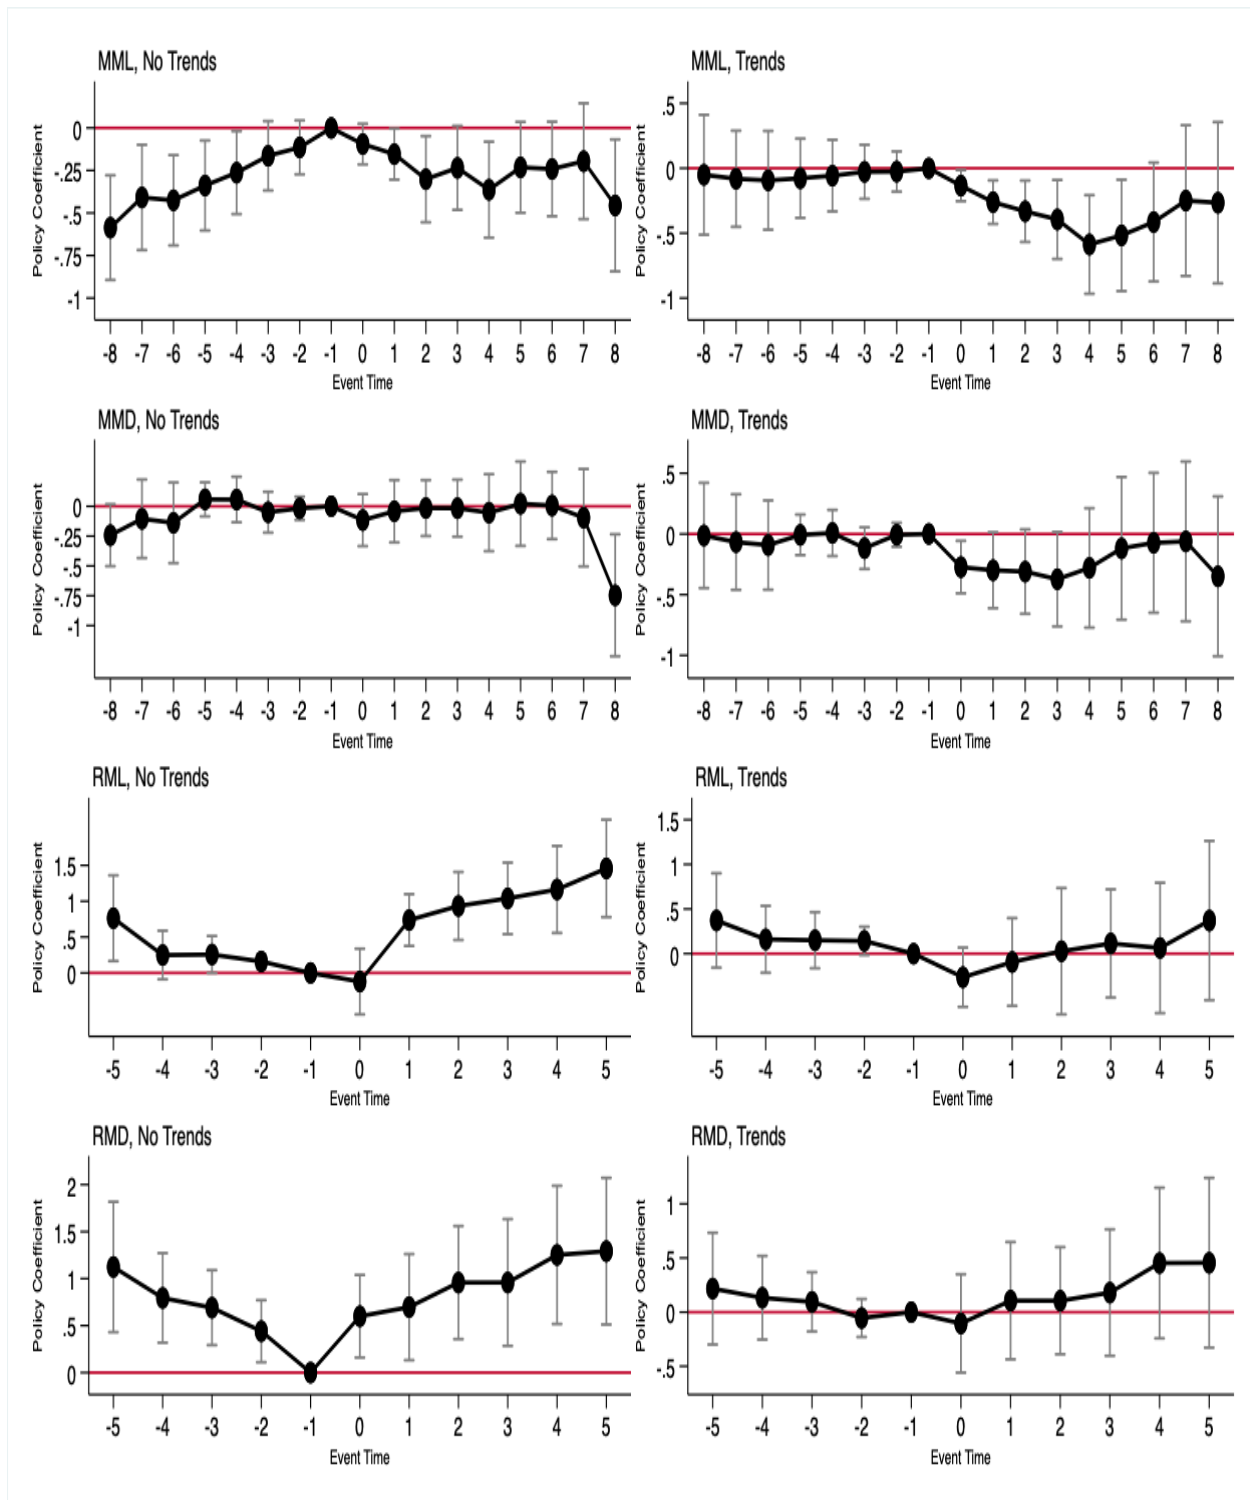 MML, No Trends
Policy Coefficient
0
-.25
-.5
-.75
-1
-8 -7 -6 -5 -4 -3 -2 -1 0 1 2 3 4 5 6 7 8
Event Time
MML, Trends
Policy Coefficient
.5
0
-.5
-1
-8 -7 -6 -5 -4 -3 -2 -1 0 1 2 3 4 5 6 7 8
Event Time
MMD, No Trends
Policy Coefficient
0
-.25
-.5
-.75
-1
-8 -7 -6 -5 -4 -3 -2 -1 0 1 2 3 4 5 6 7 8
Event Time
MMD, Trends
Policy Coefficient
.5
0
-.5
-1
-8 -7 -6 -5 -4 -3 -2 -1 0 1 2 3 4 5 6 7 8
Event Time
RML, No Trends
Policy Coefficient
1.5
1
.5
0
-5 -4 -3 -2 -1 0 1 2 3 4 5
Event Time
RML, Trends
Policy Coefficient
1.5
1
.5
0
-5 -4 -3 -2 -1 0 1 2 3 4 5
Event Time
RMD, No Trends
Policy Coefficient
2
1.5
1
.5
0
-5 -4 -3 -2 -1 0 1 2 3 4 5
Event Time
RMD, Trends
Policy Coefficient
1
.5
0
-.5
-5 -4 -3 -2 -1 0 1 2 3 4 5
Event Time